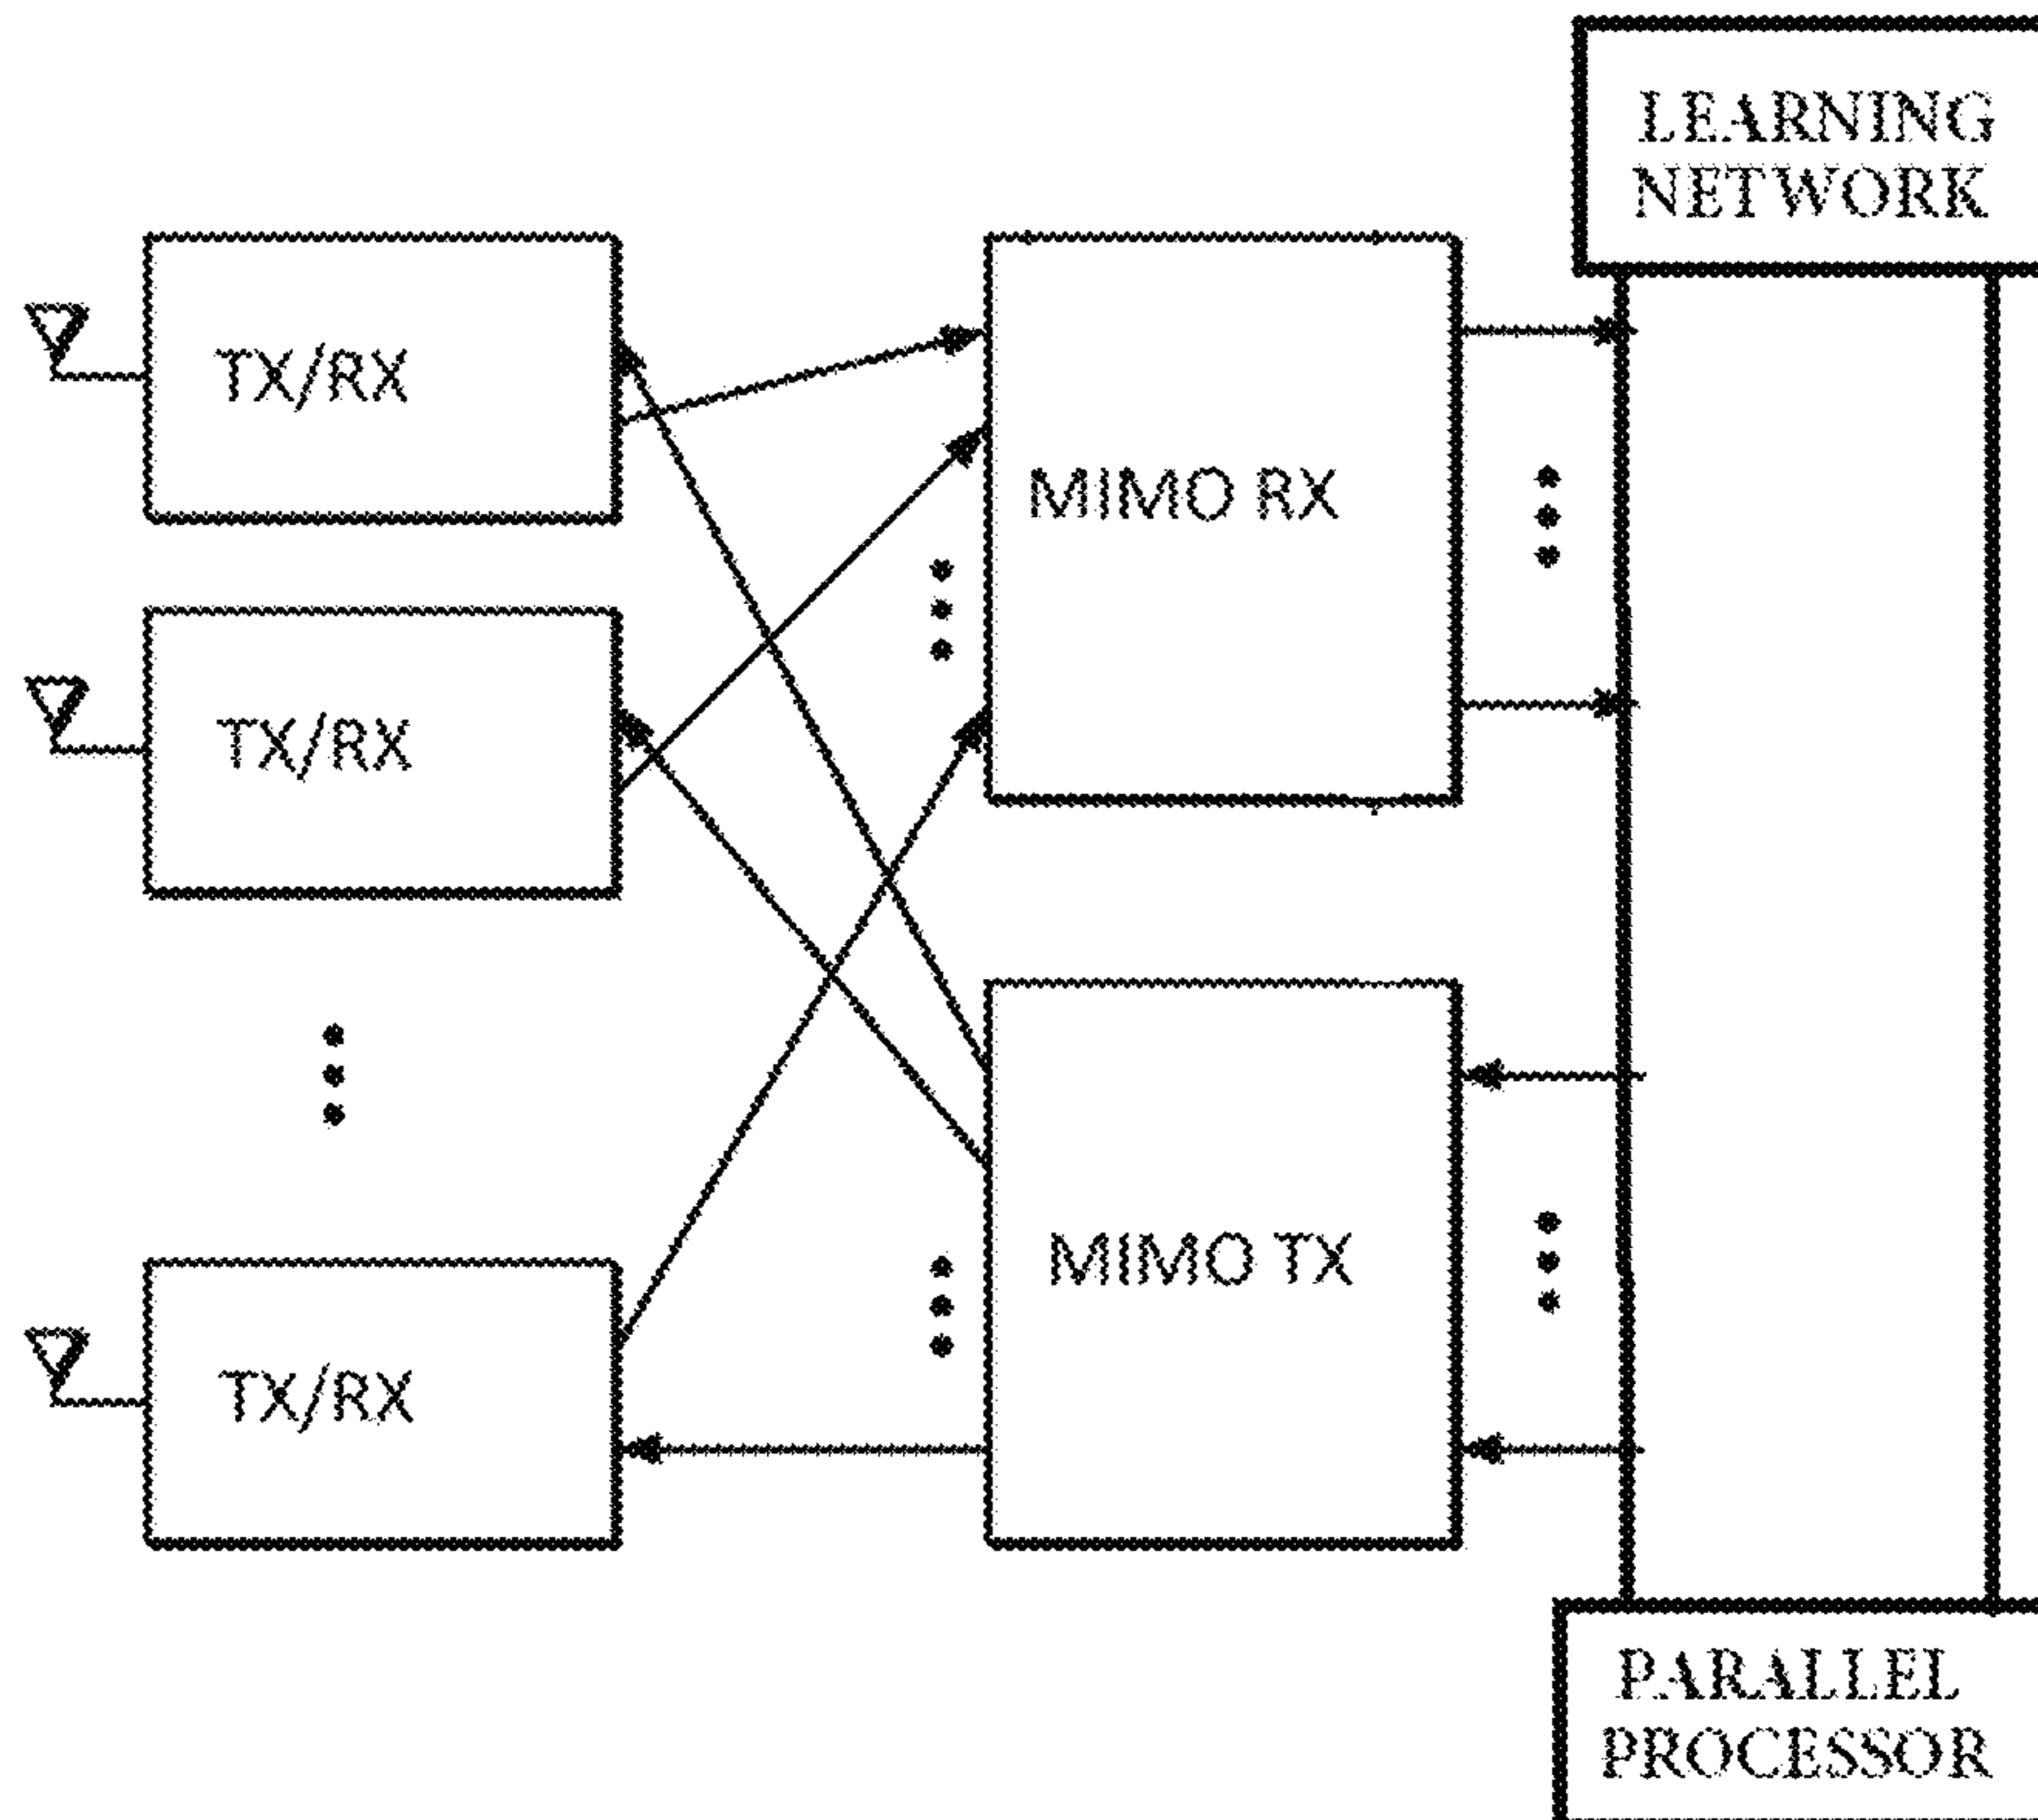 LEARNING
NETWORK
TX/RX
MIMO RX
TX/RX
MIMO TX
TX/RX
PARALLEL
PROCESSOR